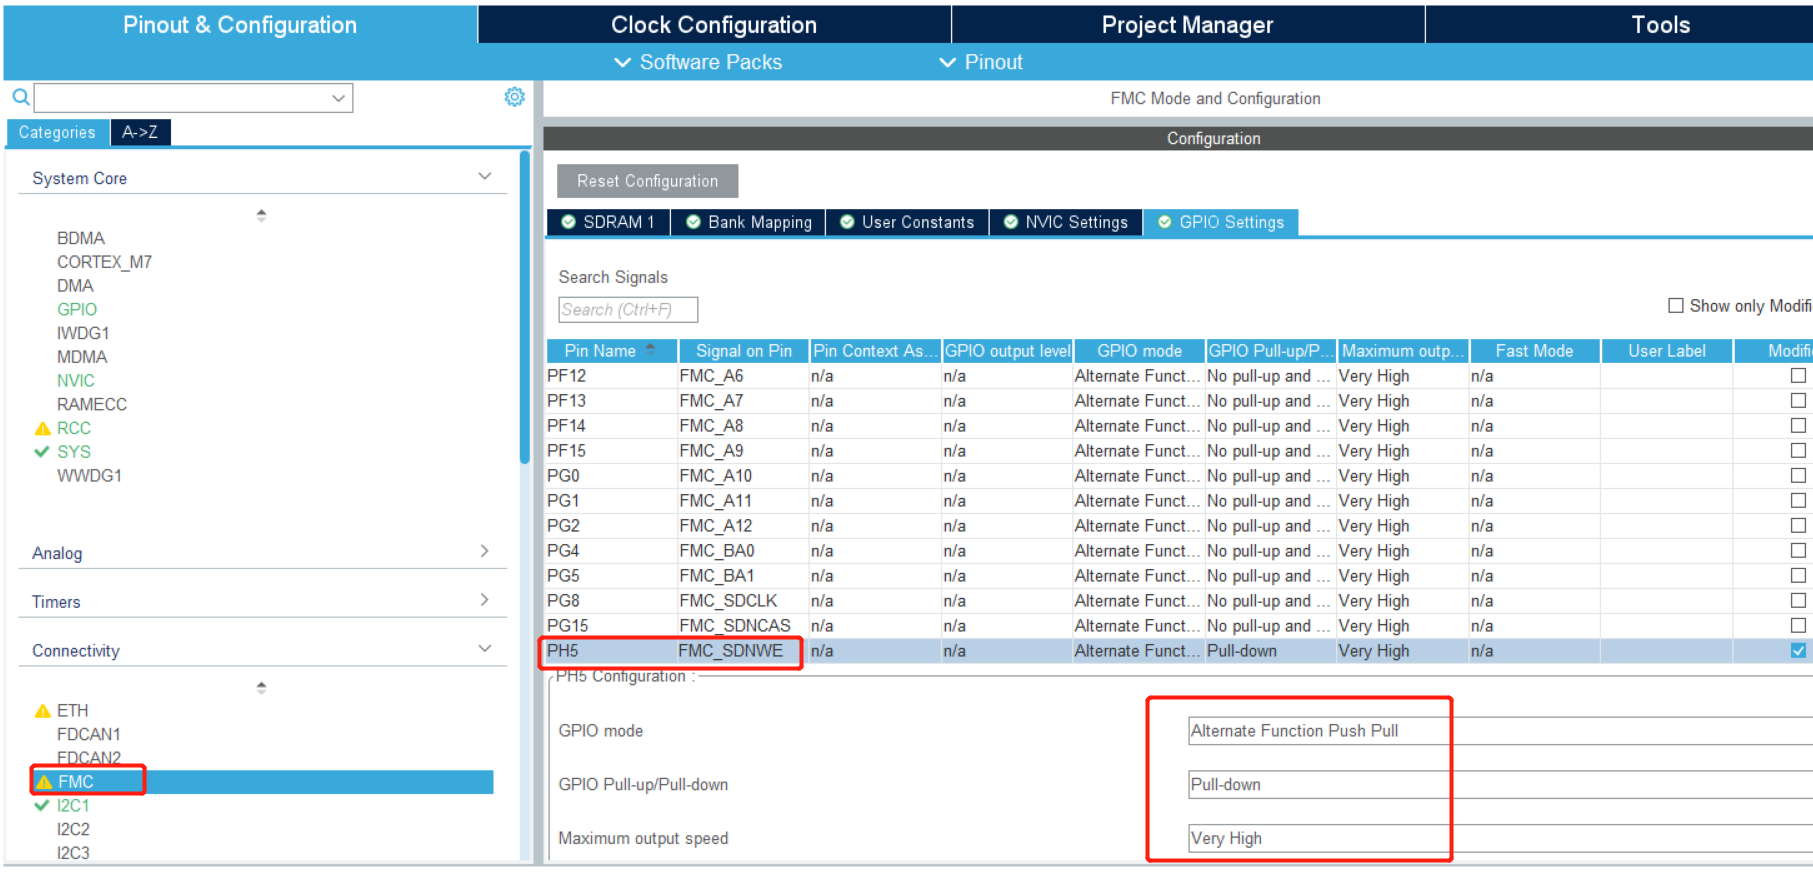 Pinout & Configuration Clock Configuration Project Manager Tools
Software Packs Pinout
FMC Mode and Configuration
Categories A->Z
Configuration
System Core
Reset Configuration
SDRAM 1 Bank Mapping User Constants NVIC Settings GPIO Settings
BDMA
CORTEX_M7
DMA
GPIO
IWDG1
MDMA
NVIC
RAMECC
RCC
SYS
WWDG1
Analog
Timers
Connectivity
ETH
FDCAN1
FDCAN2
FMC
I2C1
I2C2
I2C3
Search Signals
Search (Ctrl+F) Show only Modifi
Pin Name Signal on Pin Pin Context As... GPIO output level GPIO mode GPIO Pull-up/P... Maximum outp... Fast Mode User Label Modifi
PF12 FMC_A6 n/a n/a Alternate Funct... No pull-up and ... Very High n/a
PF13 FMC_A7 n/a n/a Alternate Funct... No pull-up and ... Very High n/a
PF14 FMC_A8 n/a n/a Alternate Funct... No pull-up and ... Very High n/a
PF15 FMC_A9 n/a n/a Alternate Funct... No pull-up and ... Very High n/a
PG0 FMC_A10 n/a n/a Alternate Funct... No pull-up and ... Very High n/a
PG1 FMC_A11 n/a n/a Alternate Funct... No pull-up and ... Very High n/a
PG2 FMC_A12 n/a n/a Alternate Funct... No pull-up and ... Very High n/a
PG4 FMC_BA0 n/a n/a Alternate Funct... No pull-up and ... Very High n/a
PG5 FMC_BA1 n/a n/a Alternate Funct... No pull-up and ... Very High n/a
PG8 FMC_SDCLK n/a n/a Alternate Funct... No pull-up and ... Very High n/a
PG15 FMC_SDNCAS n/a n/a Alternate Funct... No pull-up and ... Very High n/a
PH5 FMC_SDNWE n/a n/a Alternate Funct... Pull-down Very High n/a
PH5 Configuration :
GPIO mode Alternate Function Push Pull
GPIO Pull-up/Pull-down Pull-down
Maximum output speed Very High